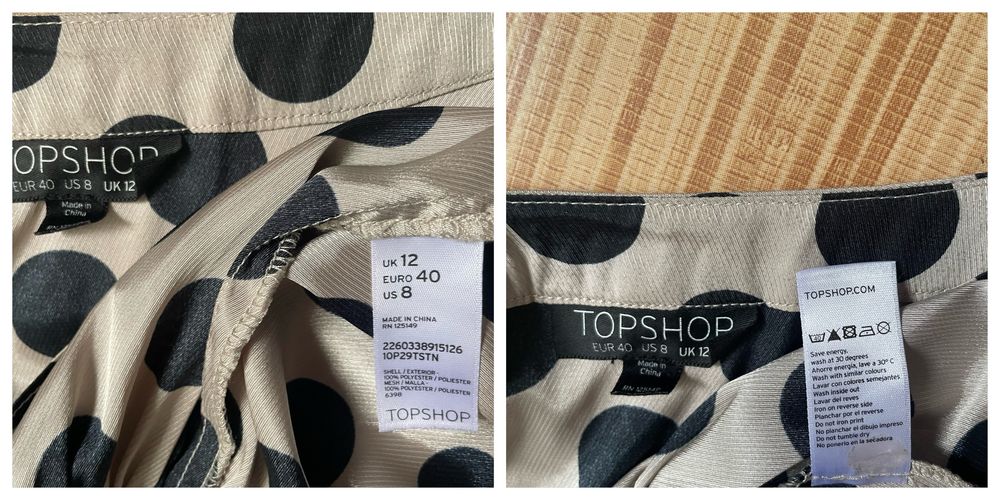 TOPSHOP
EUR 40 US 8 UK 12
Made in
China
UK 12
EURO 40
US 8
MADE IN CHINA
RN 125149
2260338915126
10P29TSTN
SHELL / EXTERIOR -
100% POLYESTER / POLIESTER
MESH / MALLA -
100% POLYESTER / POLIESTER
6398
TOPSHOP
TOPSHOP
EUR 40 US 8 UK 12
TOPSHOP.COM
Save energy,
wash at 30 degrees
Ahorre energia, lave a 30° C
Wash with similar colours
Lavar con colores semejantes
Wash inside out
Lavar del reves
Iron on reverse side
Planchar por el reverse
Do not iron print
No planchar el dibujo impreso
Do not tumble dry
No ponerlo en la secadora